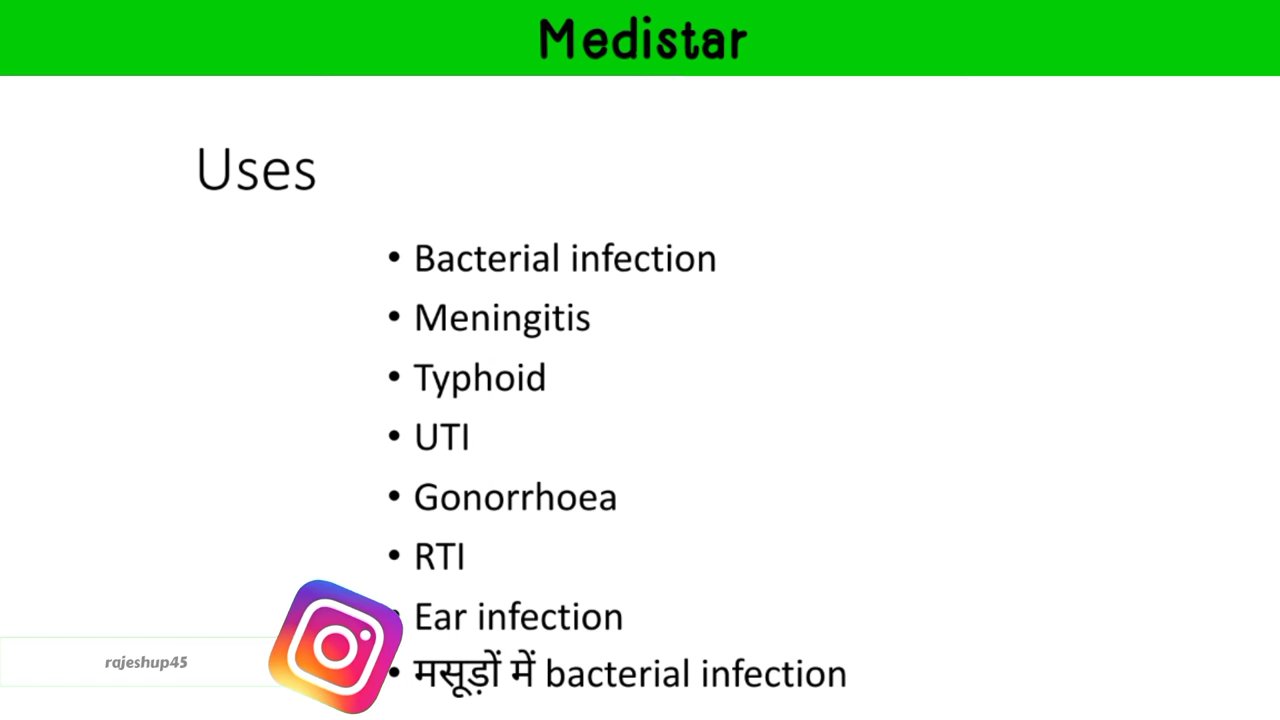 Medistar
Uses
• Bacterial infection
• Meningitis
• Typhoid
• UTI
• Gonorrhoea
• RTI
• Ear infection
• मसूड़ों में bacterial infection
rajeshup45